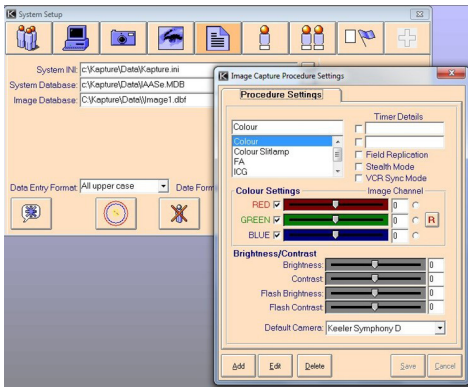 System Setup
System INI: c:\Kapture\Data\Kapture.ini
System Database: c:\Kapture\Data\IAASe.MDB
Image Database: C:\Kapture\Data\\Image1.dbf
Data Entry Format: All upper case
Date Form
Image Capture Procedure Settings
Procedure Settings
Timer Details
Colour
Colour
Colour Slitlamp
FA
ICG
Field Replication
Stealth Mode
VCR Sync Mode
Colour Settings
Image Channel
RED 0
GREEN 0 R
BLUE 0
Brightness/Contrast
Brightness: 0
Contrast: 0
Flash Brightness: 0
Flash Contrast: 0
Default Camera: Keeler Symphony D
Add Edit Delete Save Cancel